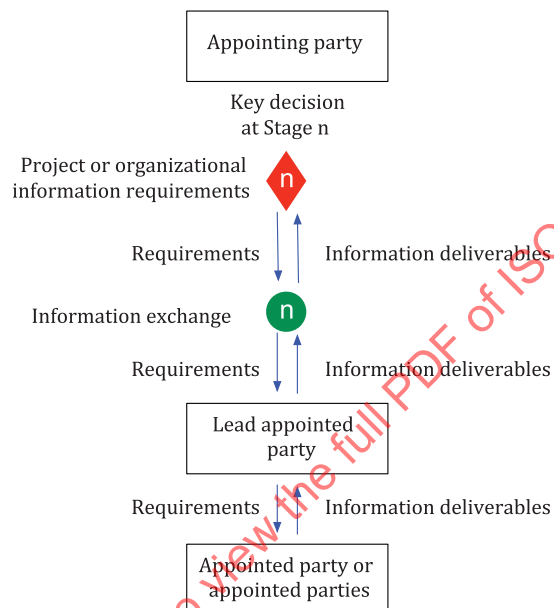 Appointing party
Key decision
at Stage n
Project or organizational
information requirements
n
Requirements
Information deliverables
Information exchange
n
Requirements
Information deliverables
Lead appointed
party
Requirements
Information deliverables
Appointed party or
appointed parties
o view the full PDF of ISO